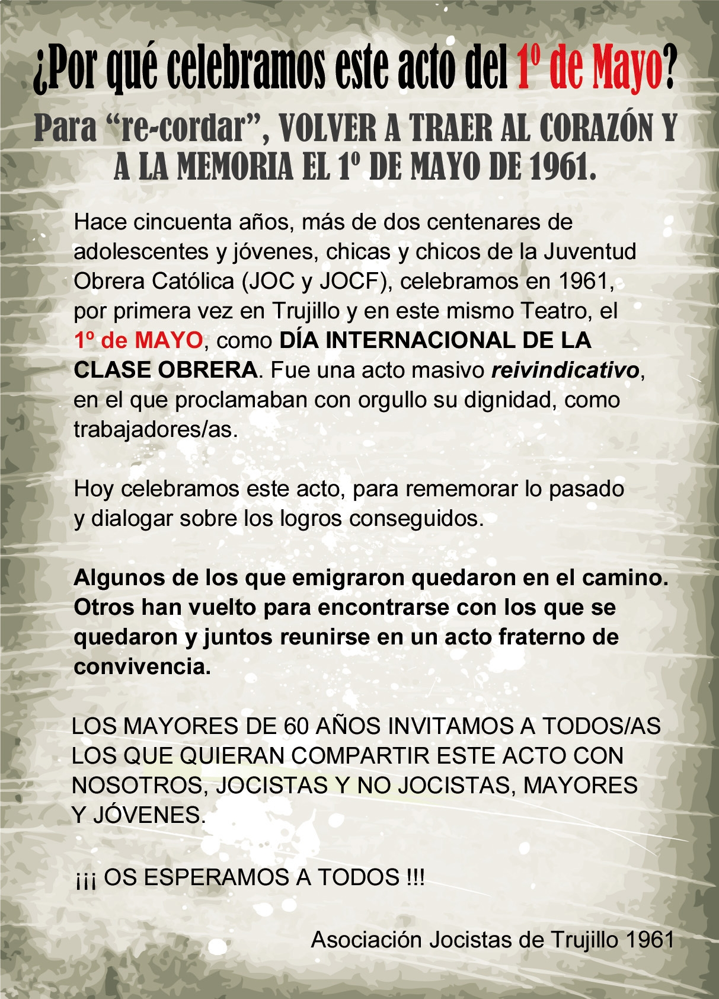 ¿Por qué celebramos este acto del 1º de Mayo?
Para “re-cordar”, VOLVER A TRAER AL CORAZÓN Y
A LA MEMORIA EL 1º DE MAYO DE 1961.
Hace cincuenta años, más de dos centenares de
adolescentes y jóvenes, chicas y chicos de la Juventud
Obrera Católica (JOC y JOCF), celebramos en 1961,
por primera vez en Trujillo y en este mismo Teatro, el
1º de MAYO, como DÍA INTERNACIONAL DE LA
CLASE OBRERA. Fue una acto masivo reivindicativo,
en el que proclamaban con orgullo su dignidad, como
trabajadores/as.
Hoy celebramos este acto, para rememorar lo pasado
y dialogar sobre los logros conseguidos.
Algunos de los que emigraron quedaron en el camino.
Otros han vuelto para encontrarse con los que se
quedaron y juntos reunirse en un acto fraterno de
convivencia.
LOS MAYORES DE 60 AÑOS INVITAMOS A TODOS/AS
LOS QUE QUIERAN COMPARTIR ESTE ACTO CON
NOSOTROS, JOCISTAS Y NO JOCISTAS, MAYORES
Y JÓVENES.
¡¡¡ OS ESPERAMOS A TODOS !!!
Asociación Jocistas de Trujillo 1961